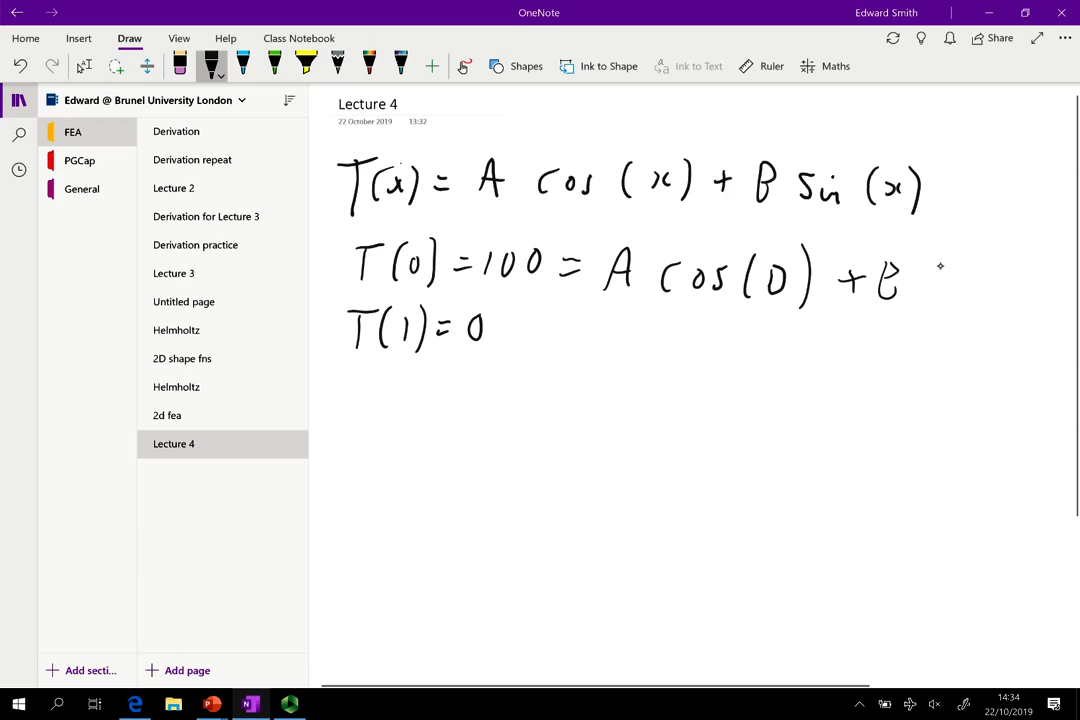 OneNote
Edward Smith
Home Insert Draw View Help Class Notebook
Share
Shapes Ink to Shape Ink to Text Ruler Maths
Edward @ Brunel University London
FEA
PGCap
General
Derivation
Derivation repeat
Lecture 2
Derivation for Lecture 3
Derivation practice
Lecture 3
Untitled page
Helmholtz
2D shape fns
Helmholtz
2d fea
Lecture 4
Add secti...
Add page
Lecture 4
22 October 2019 13:32
T(x) = A cos (x) + B sin (x)
T(0) = 100 = A cos(0) + B
T(1) = 0
14:34
22/10/2019